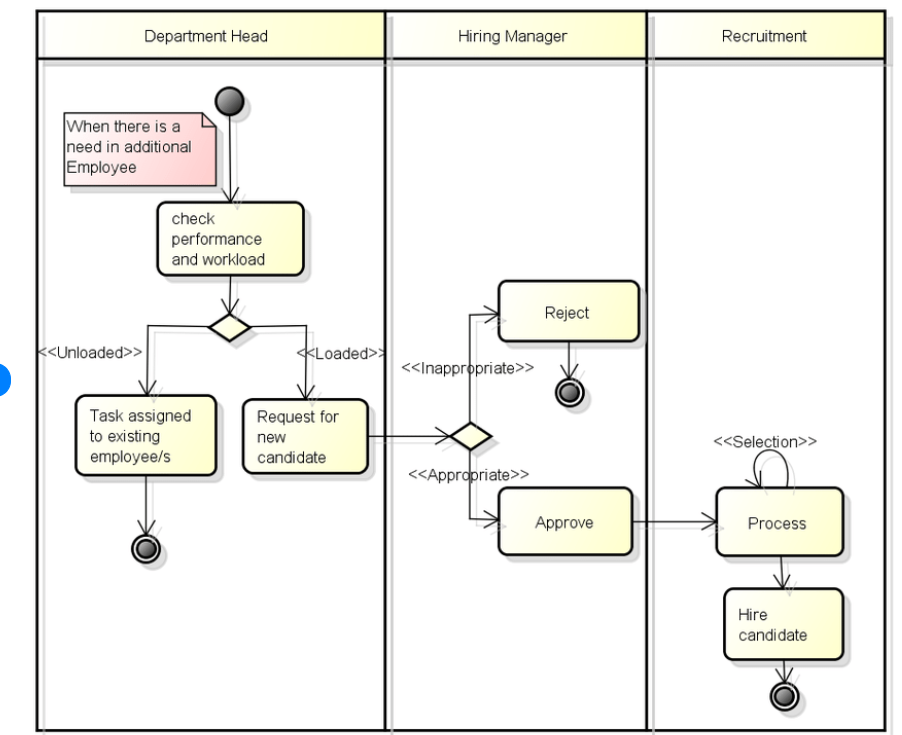 Department Head
Hiring Manager
Recruitment
When there is a
need in additional
Employee
check
performance
and workload
<<Unloaded>>
<<Loaded>>
Task assigned
to existing
employee/s
Request for
new
candidate
Reject
<<Inappropriate>>
<<Appropriate>>
Approve
<<Selection>>
Process
Hire
candidate